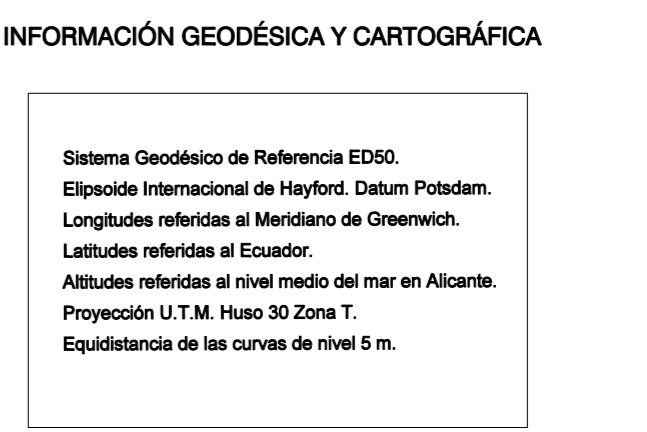 INFORMACIÓN GEODÉSICA Y CARTOGRÁFICA
Sistema Geodésico de Referencia ED50.
Elipsoide Internacional de Hayford. Datum Potsdam.
Longitudes referidas al Meridiano de Greenwich.
Latitudes referidas al Ecuador.
Altitudes referidas al nivel medio del mar en Alicante.
Proyección U.T.M. Huso 30 Zona T.
Equidistancia de las curvas de nivel 5 m.